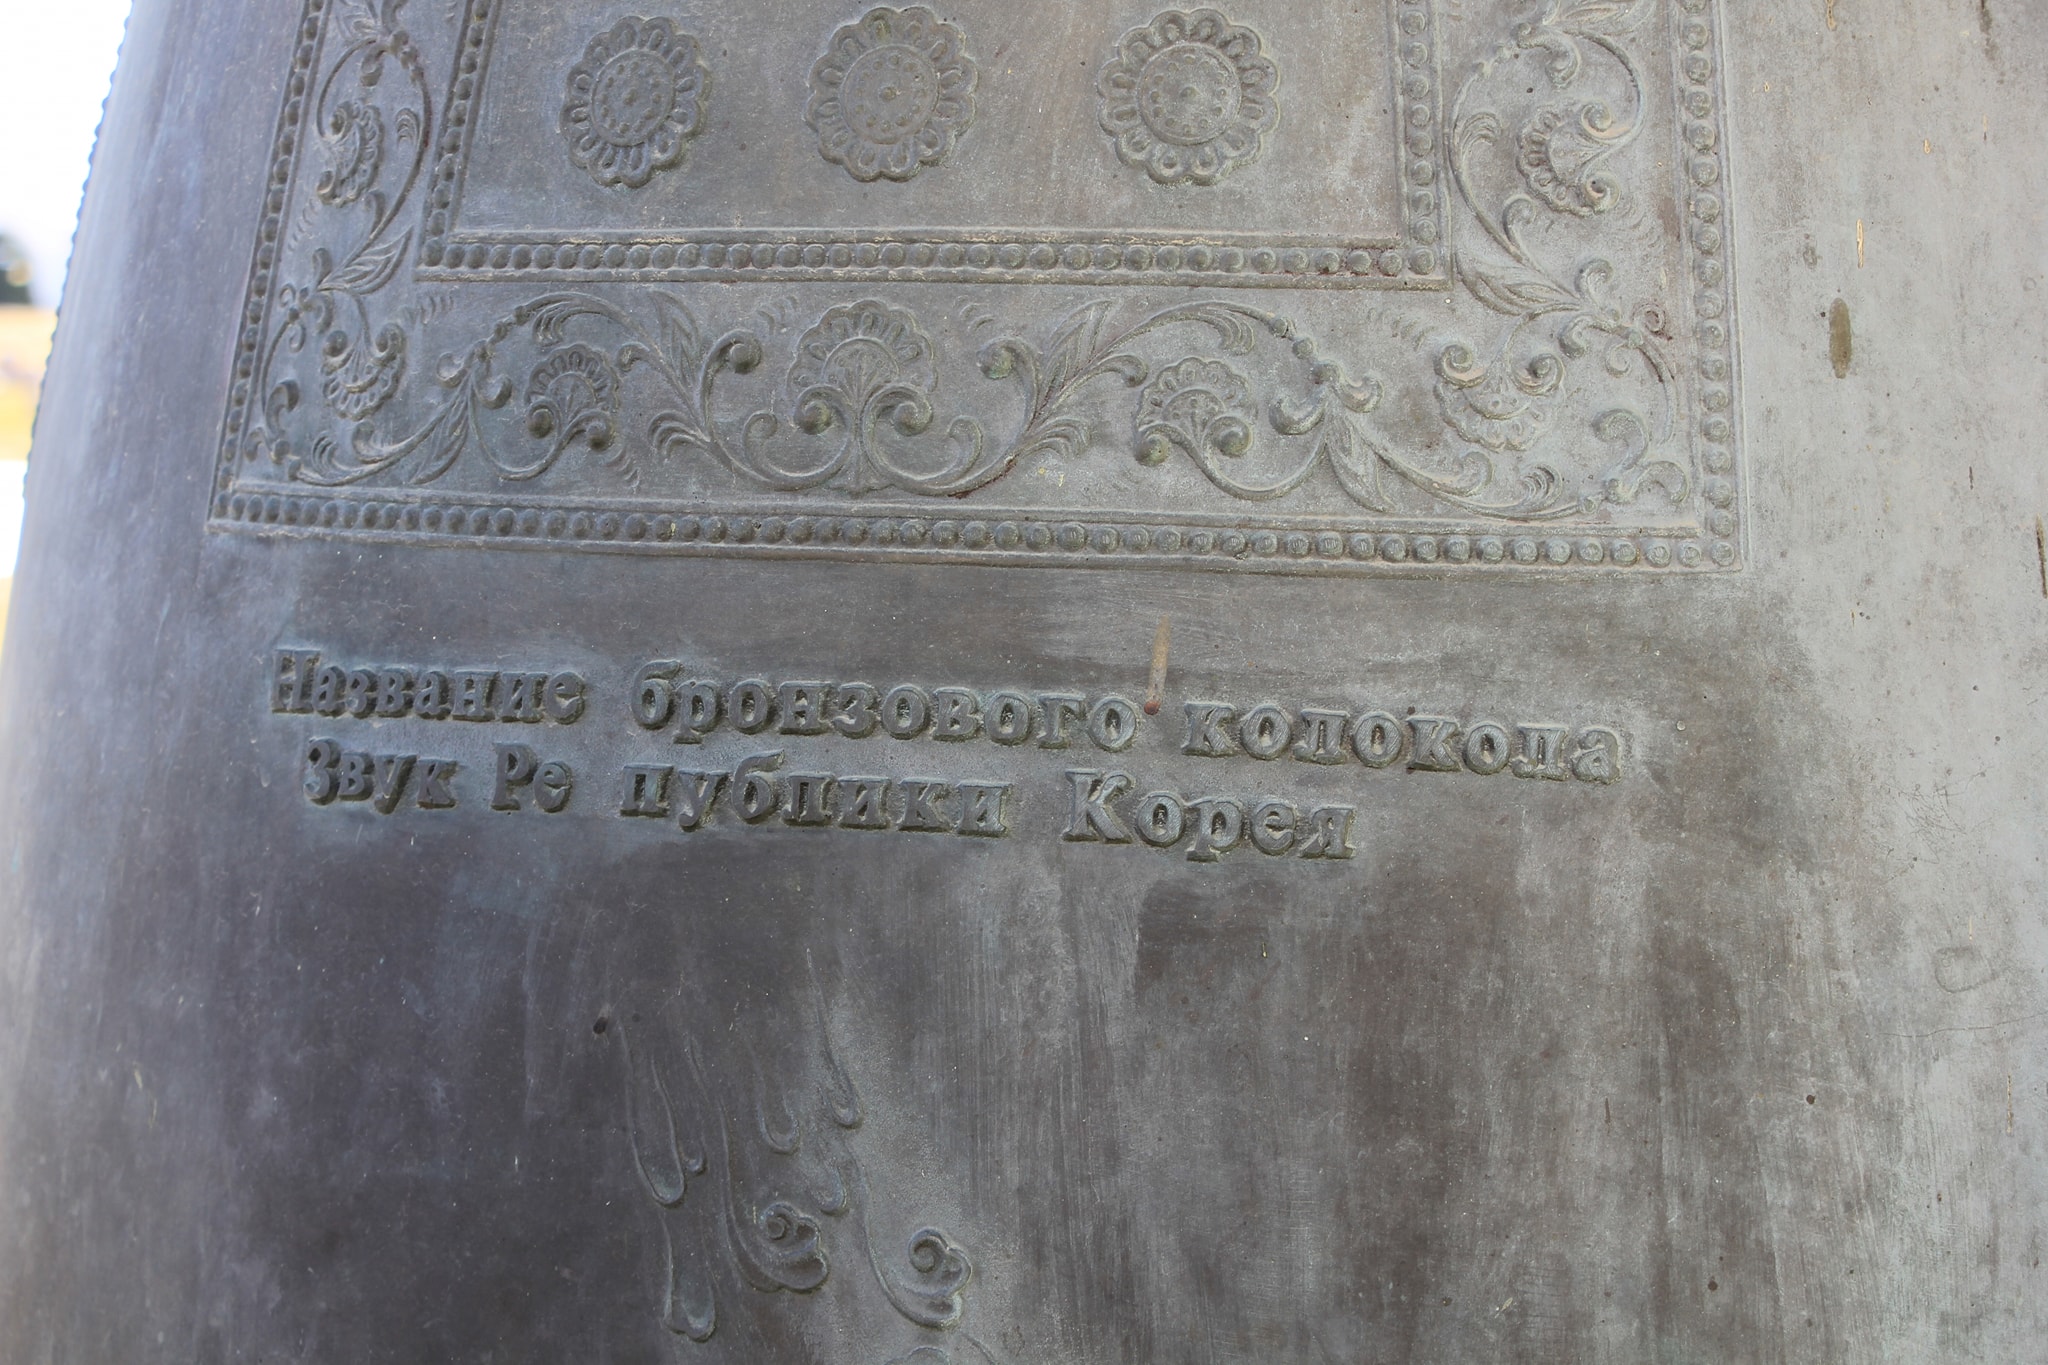 Название бронзового колокола
Звук Ре публики Корея